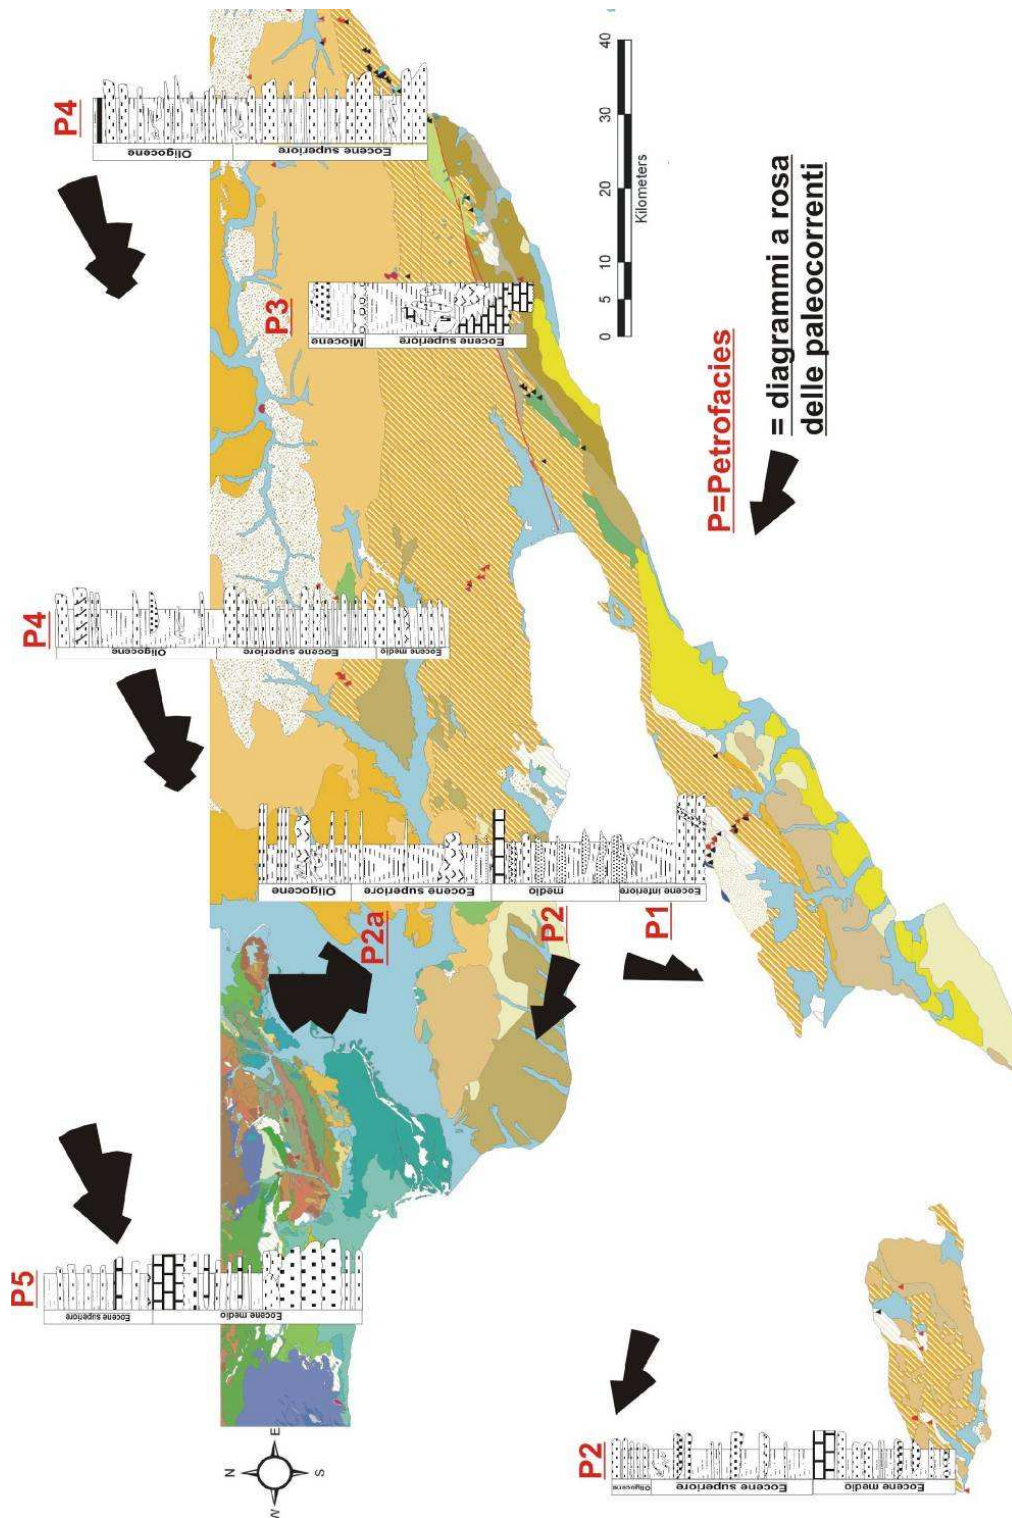 P4
Oligocene
Eocene superiore
P3
Miocene
Eocene superiore
40
30
20
10
5
0
Kilometers
P4
Oligocene
Eocene superiore
Eocene medio
P=Petrofacies
= diagrammi a rosa
delle paleocorrenti
P2a
P2
P1
Oligocene
Eocene superiore
medio
Eocene inferiore
P5
Eocene superiore
Eocene medio
N
E
S
W
P2
Oligocene
Eocene superiore
Eocene medio